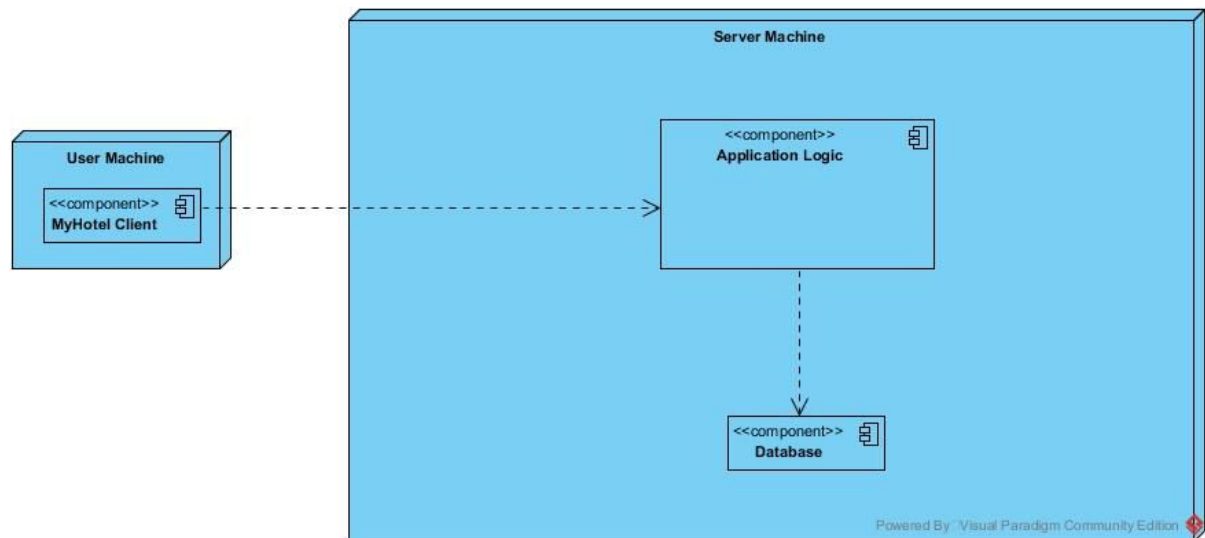 Server Machine
<<component>>
Application Logic
User Machine
<<component>>
MyHotel Client
<<component>>
Database
Powered By Visual Paradigm Community Edition